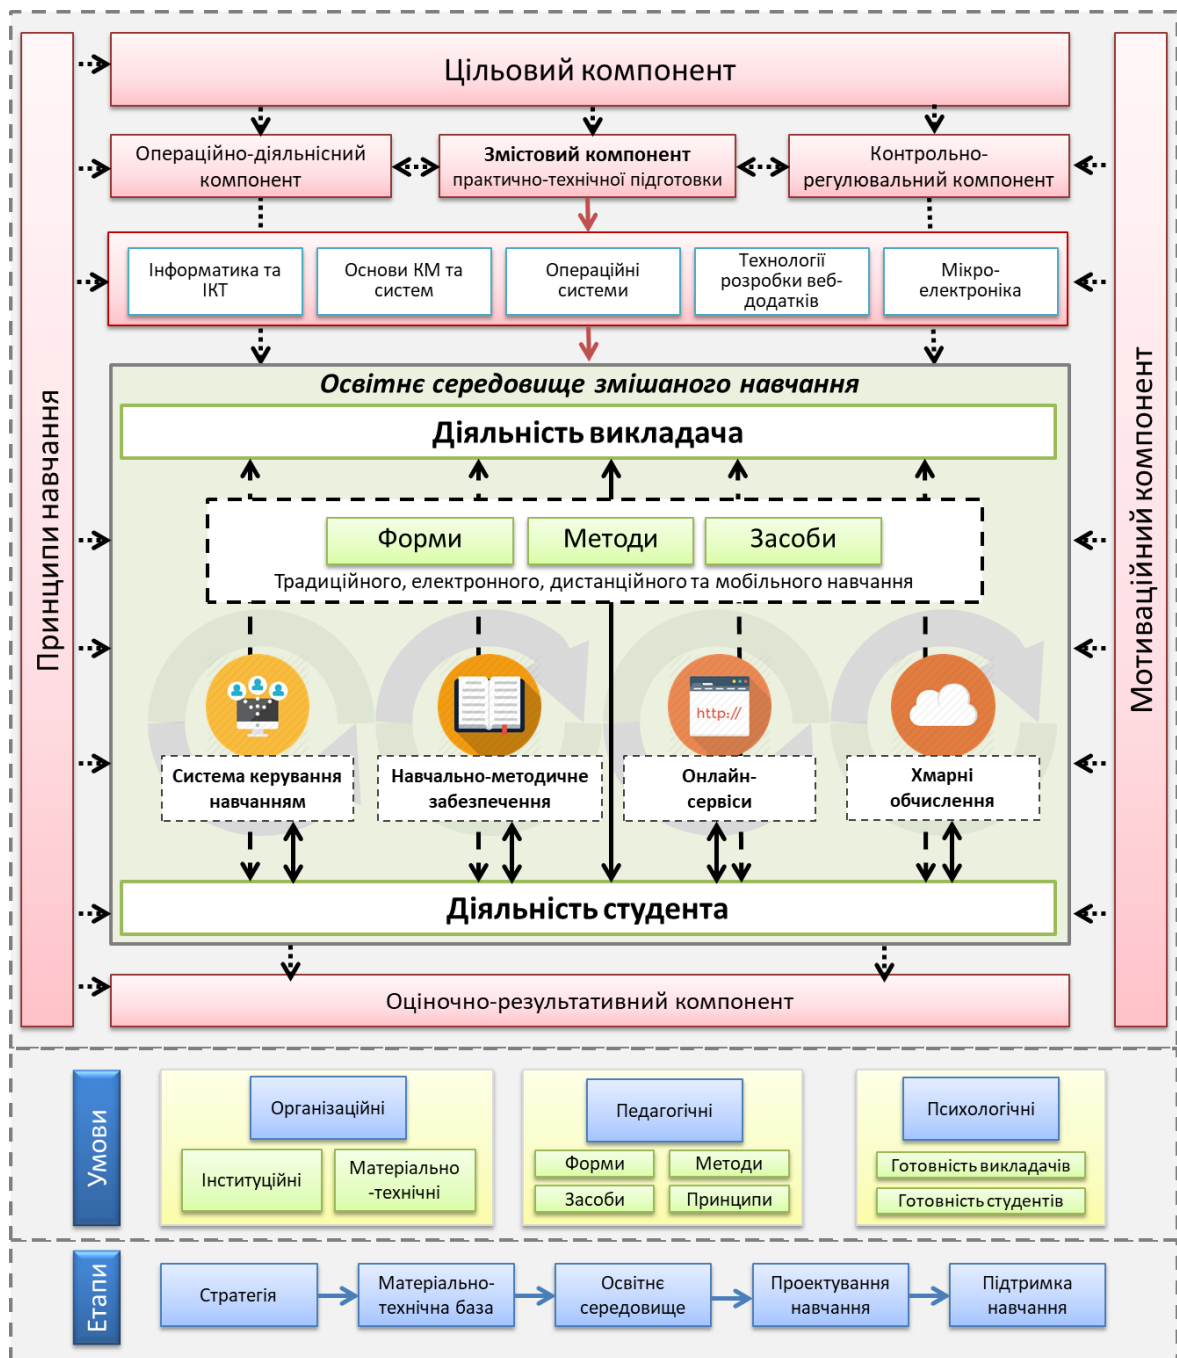 Цільовий компонент
Операційно-діяльнісний
компонент
Змістовий компонент
практично-технічної підготовки
Контрольно-
регулювальний компонент
Інформатика та
ІКТ
Основи КМ та
систем
Операційні
системи
Технології
розробки веб-
додатків
Мікро-
електроніка
Принципи навчання
Мотиваційний компонент
Освітнє середовище змішаного навчання
Діяльність викладача
Форми
Методи
Засоби
Традиційного, електронного, дистанційного та мобільного навчання
http://
Система керування
навчанням
Навчально-методичне
забезпечення
Онлайн-
сервіси
Хмарні
обчислення
Діяльність студента
Оціночно-результативний компонент
Умови
Організаційні
Інституційні
Матеріально
-технічні
Педагогічні
Форми
Методи
Засоби
Принципи
Психологічні
Готовність викладачів
Готовність студентів
Етапи
Стратегія
Матеріально-
технічна база
Освітнє
середовище
Проектування
навчання
Підтримка
навчання